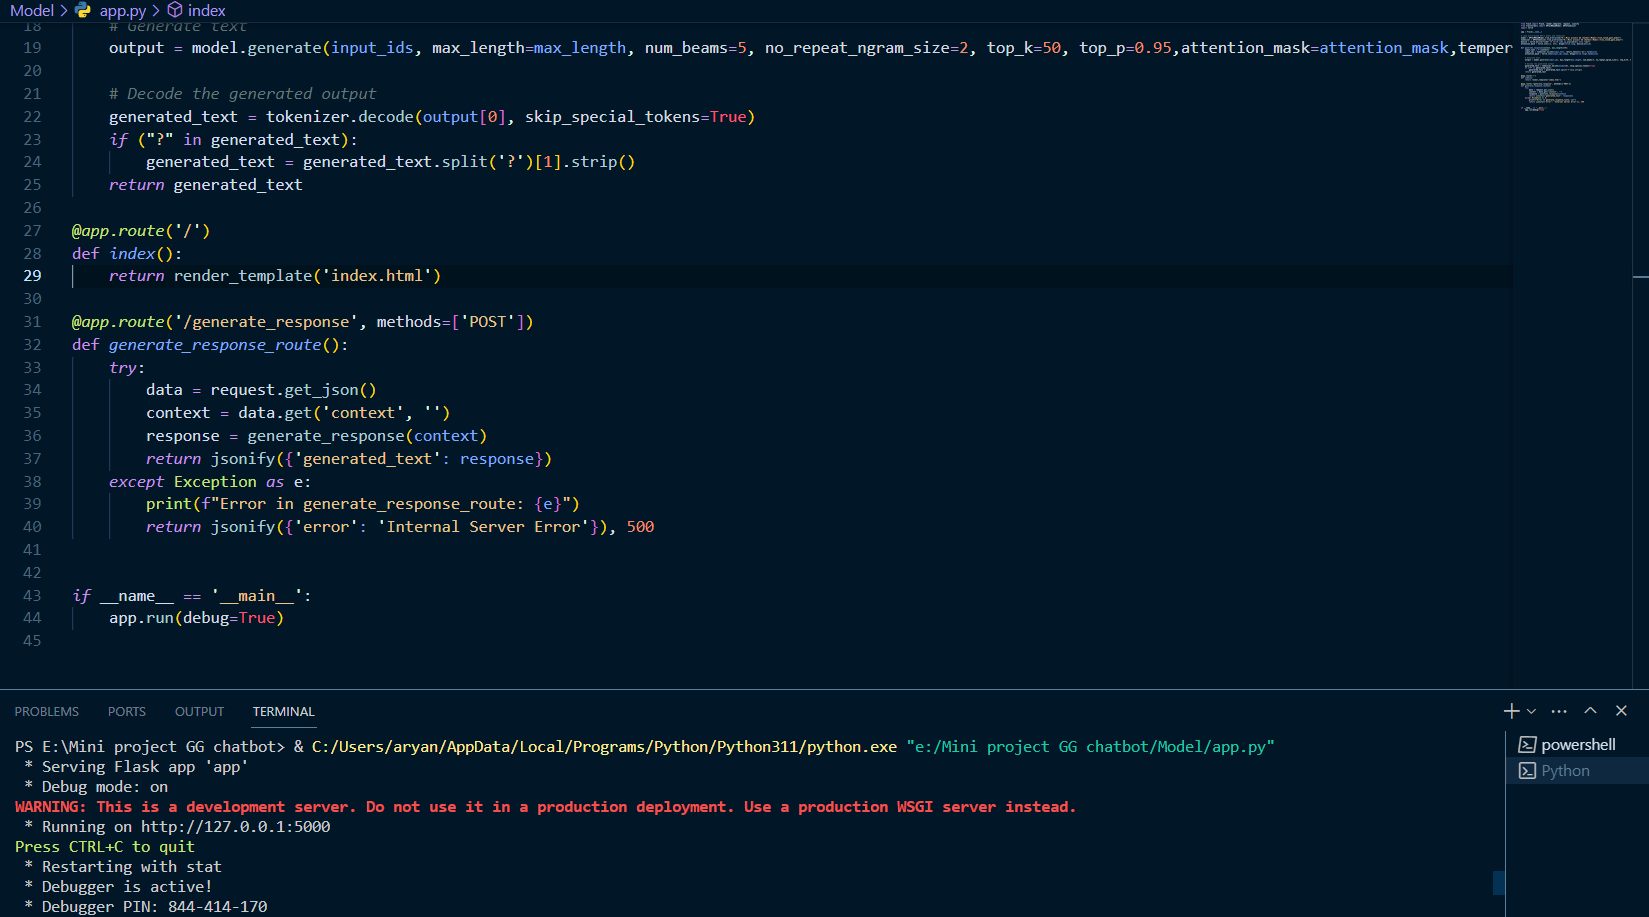 Model > app.py > index
18 # Generate text
19 output = model.generate(input_ids, max_length=max_length, num_beams=5, no_repeat_ngram_size=2, top_k=50, top_p=0.95,attention_mask=attention_mask,temper
20
21 # Decode the generated output
22 generated_text = tokenizer.decode(output[0], skip_special_tokens=True)
23 if ("?" in generated_text):
24 generated_text = generated_text.split('?')[1].strip()
25 return generated_text
26
27 @app.route('/')
28 def index():
29 return render_template('index.html')
30
31 @app.route('/generate_response', methods=['POST'])
32 def generate_response_route():
33 try:
34 data = request.get_json()
35 context = data.get('context', '')
36 response = generate_response(context)
37 return jsonify({'generated_text': response})
38 except Exception as e:
39 print(f"Error in generate_response_route: {e}")
40 return jsonify({'error': 'Internal Server Error'}), 500
41
42
43 if __name__ == '__main__':
44 app.run(debug=True)
45
PROBLEMS PORTS OUTPUT TERMINAL
PS E:\Mini project GG chatbot> & C:/Users/aryan/AppData/Local/Programs/Python/Python311/python.exe "e:/Mini project GG chatbot/Model/app.py"
* Serving Flask app 'app'
* Debug mode: on
WARNING: This is a development server. Do not use it in a production deployment. Use a production WSGI server instead.
* Running on http://127.0.0.1:5000
Press CTRL+C to quit
* Restarting with stat
* Debugger is active!
* Debugger PIN: 844-414-170
powershell
Python